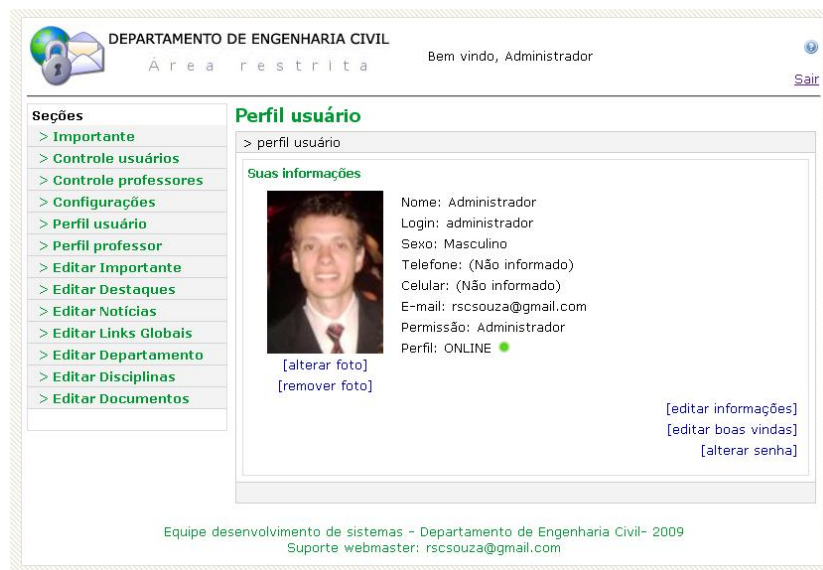 DEPARTAMENTO DE ENGENHARIA CIVIL
Área restrita
Bem vindo, Administrador
Sair
Seções
> Importante
> Controle usuários
> Controle professores
> Configurações
> Perfil usuário
> Perfil professor
> Editar Importante
> Editar Destaques
> Editar Notícias
> Editar Links Globais
> Editar Departamento
> Editar Disciplinas
> Editar Documentos
Perfil usuário
> perfil usuário
Suas informações
Nome: Administrador
Login: administrador
Sexo: Masculino
Telefone: (Não informado)
Celular: (Não informado)
E-mail: rscsouza@gmail.com
Permissão: Administrador
Perfil: ONLINE
[alterar foto]
[remover foto]
[editar informações]
[editar boas vindas]
[alterar senha]
Equipe desenvolvimento de sistemas - Departamento de Engenharia Civil- 2009
Suporte webmaster: rscsouza@gmail.com